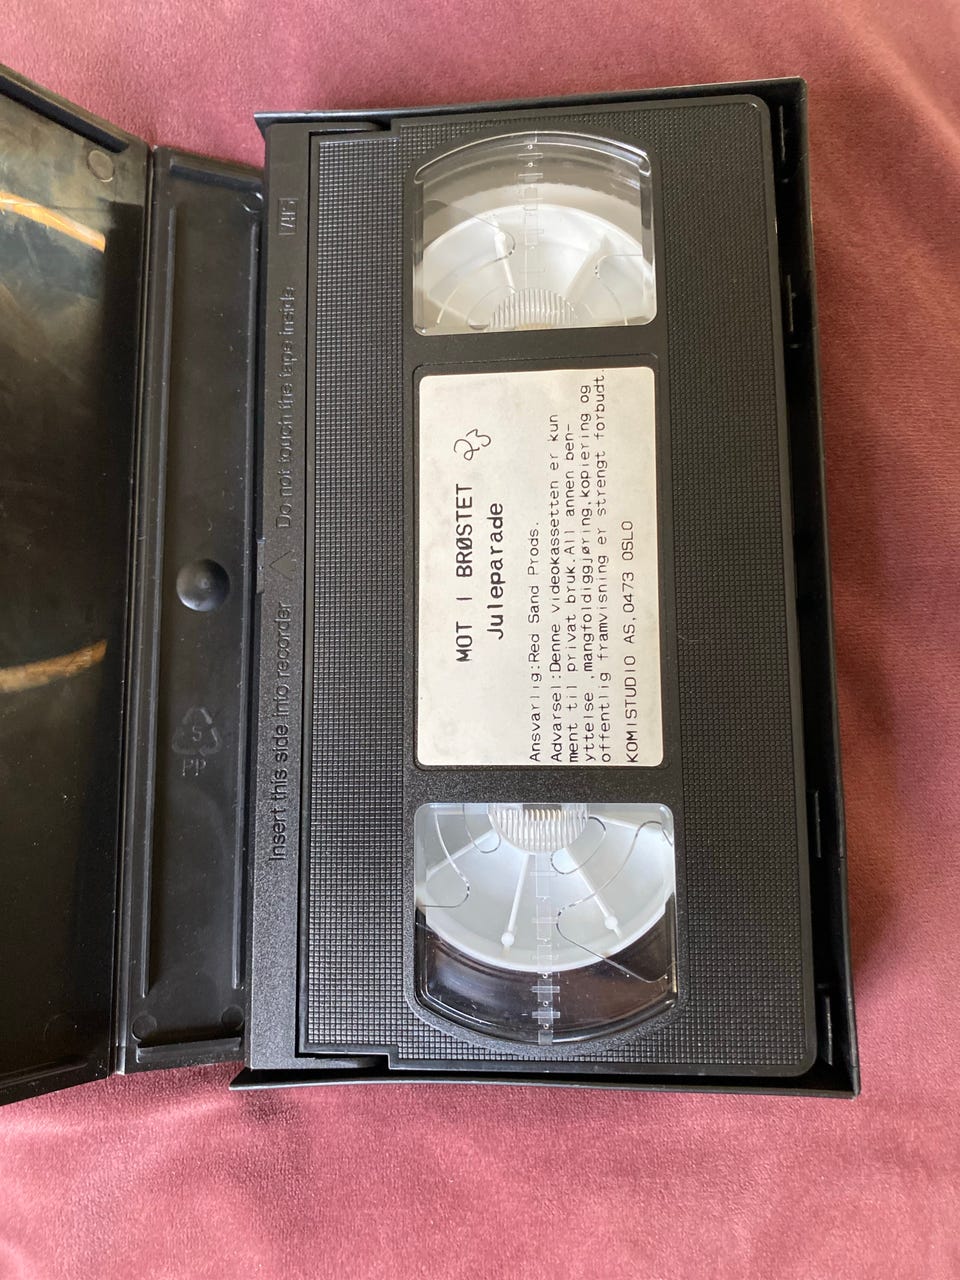 MOT I BRØSTET
Juleparade
Ansvarlig:Red Sand Prods.
Advarsel:Denne videokassetten er kun
ment til privat bruk.All annen ben-
yttelse ,mangfoldiggjøring,kopiering og
offentlig framvisning er strengt forbudt.
KOMISTUDIO AS,0473 OSLO
Insert this side into recorder △ Do not touch the tape inside
VHS
5
PP